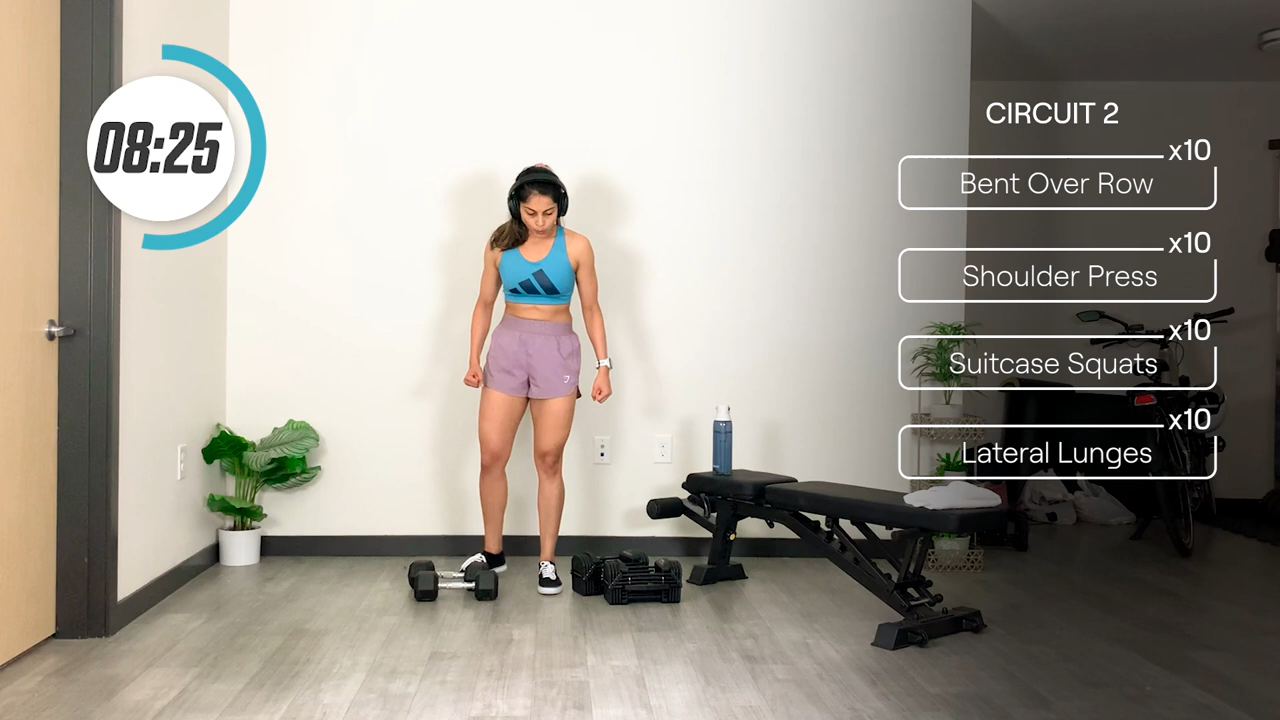 08:25
CIRCUIT 2
x10
Bent Over Row
x10
Shoulder Press
x10
Suitcase Squats
x10
Lateral Lunges